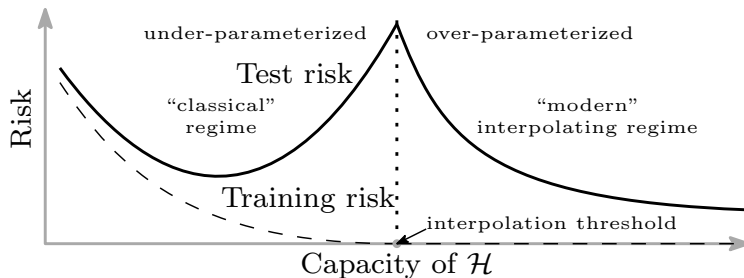 under-parameterized
over-parameterized
Test risk
“classical”
regime
“modern”
interpolating regime
Risk
Training risk
interpolation threshold
Capacity of ℋ